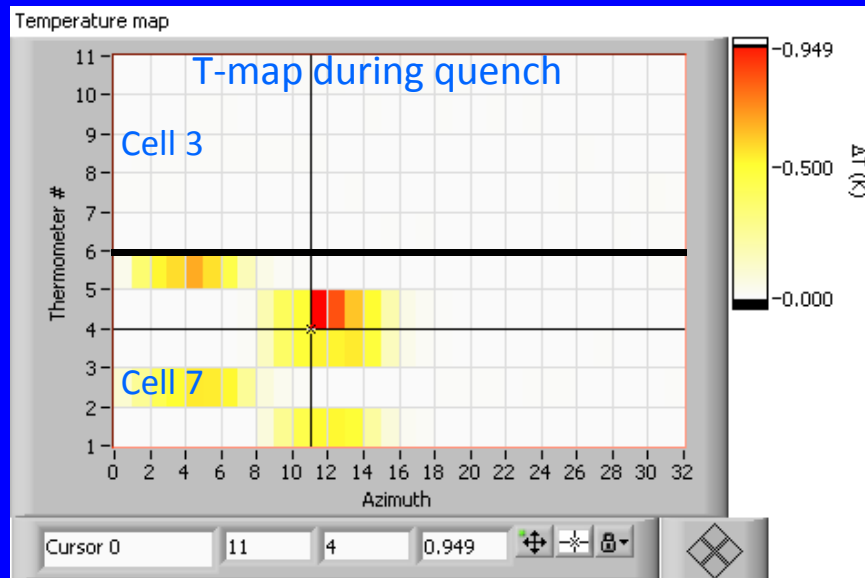 Temperature map
T-map during quench
Cell 3
Cell 7
Thermometer #
11
10
9
8
7
6
5
4
3
2
1
0 2 4 6 8 10 12 14 16 18 20 22 24 26 28 30 32
Azimuth
-0.949
-0.500
-0.000
ΔT (K)
Cursor 0 11 4 0.949